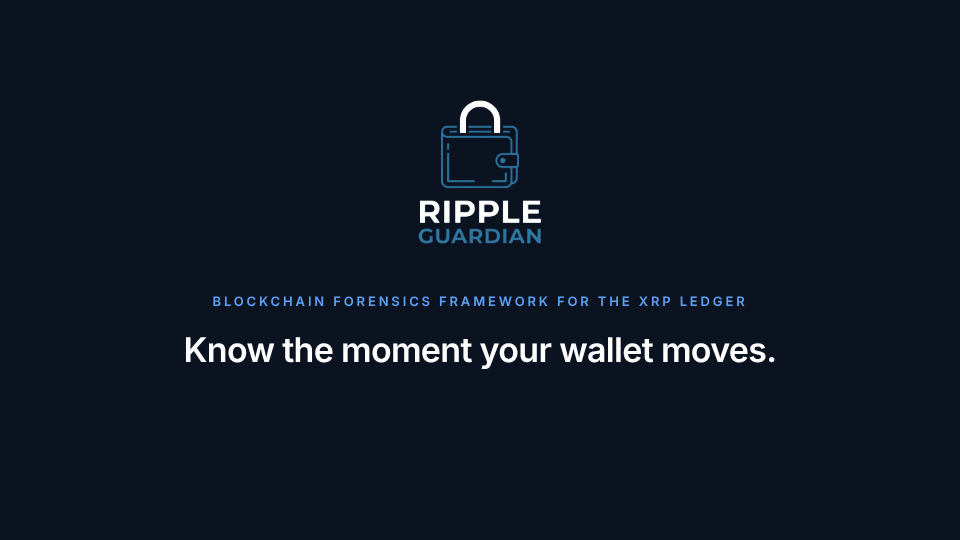 RIPPLE
GUARDIAN
BLOCKCHAIN FORENSICS FRAMEWORK FOR THE XRP LEDGER
Know the moment your wallet moves.